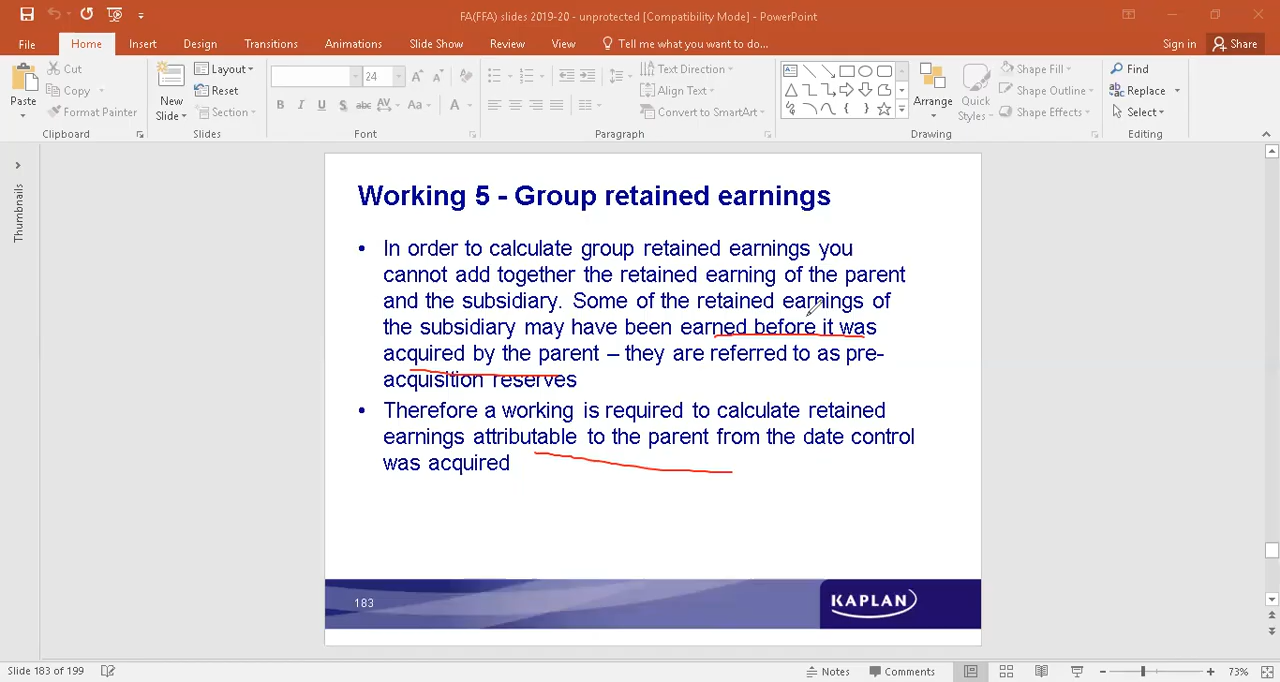 FA(FFA) slides 2019-20 - unprotected [Compatibility Mode] - PowerPoint
File Home Insert Design Transitions Animations Slide Show Review View Tell me what you want to do... Sign in Share
Paste
Cut
Copy
Format Painter
Clipboard
New
Slide
Layout
Reset
Section
Slides
24
B I U S abc AV Aa A
Font
Text Direction
Align Text
Convert to SmartArt
Paragraph
Arrange
Quick
Styles
Shape Fill
Shape Outline
Shape Effects
Drawing
Find
Replace
Select
Editing
Thumbnails
Working 5 - Group retained earnings
• In order to calculate group retained earnings you
cannot add together the retained earning of the parent
and the subsidiary. Some of the retained earnings of
the subsidiary may have been earned before it was
acquired by the parent – they are referred to as pre-
acquisition reserves
• Therefore a working is required to calculate retained
earnings attributable to the parent from the date control
was acquired
183
KAPLAN
Slide 183 of 199
Notes Comments 73%